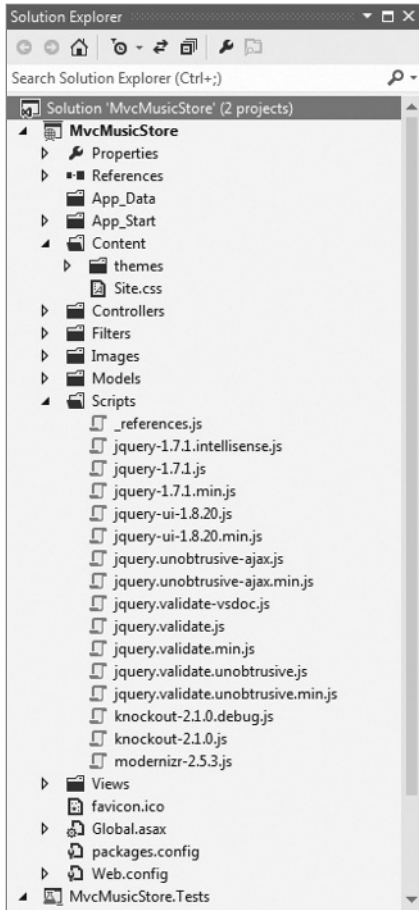 Solution Explorer
Search Solution Explorer (Ctrl+;)
Solution 'MvcMusicStore' (2 projects)
MvcMusicStore
Properties
References
App_Data
App_Start
Content
themes
Site.css
Controllers
Filters
Images
Models
Scripts
_references.js
jquery-1.7.1.intellisense.js
jquery-1.7.1.js
jquery-1.7.1.min.js
jquery-ui-1.8.20.js
jquery-ui-1.8.20.min.js
jquery.unobtrusive-ajax.js
jquery.unobtrusive-ajax.min.js
jquery.validate-vsdoc.js
jquery.validate.js
jquery.validate.min.js
jquery.validate.unobtrusive.js
jquery.validate.unobtrusive.min.js
knockout-2.1.0.debug.js
knockout-2.1.0.js
modernizr-2.5.3.js
Views
favicon.ico
Global.asax
packages.config
Web.config
MvcMusicStore.Tests